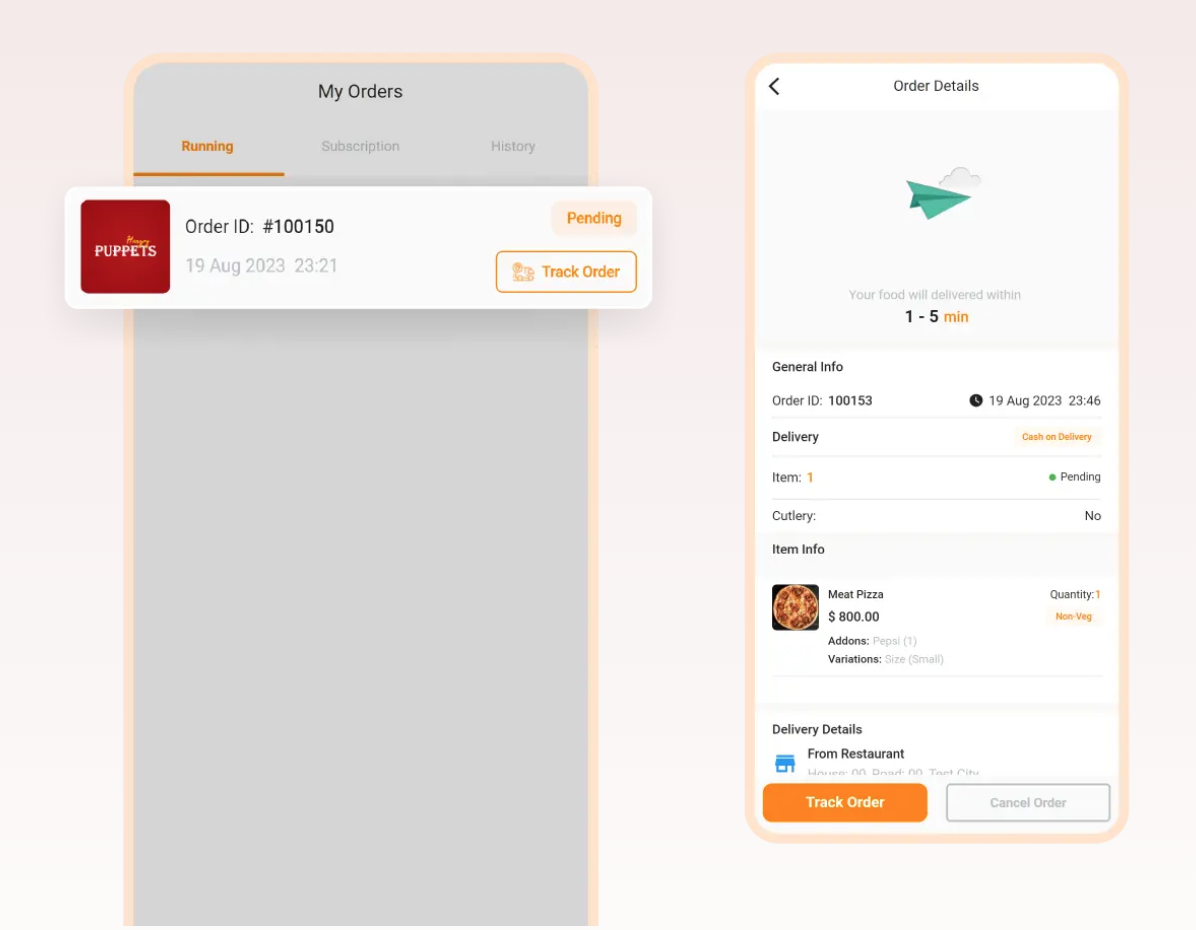 My Orders
Running Subscription History
Hungry
PUPPETS
Order ID: #100150
Pending
19 Aug 2023 23:21
Track Order
Order Details
Your food will delivered within
1 - 5 min
General Info
Order ID: 100153 19 Aug 2023 23:46
Delivery Cash on Delivery
Item: 1 Pending
Cutlery: No
Item Info
Meat Pizza Quantity:1
$ 800.00 Non-Veg
Addons: Pepsi (1)
Variations: Size (Small)
Delivery Details
From Restaurant
House: 00, Road: 00, Test City
Track Order Cancel Order